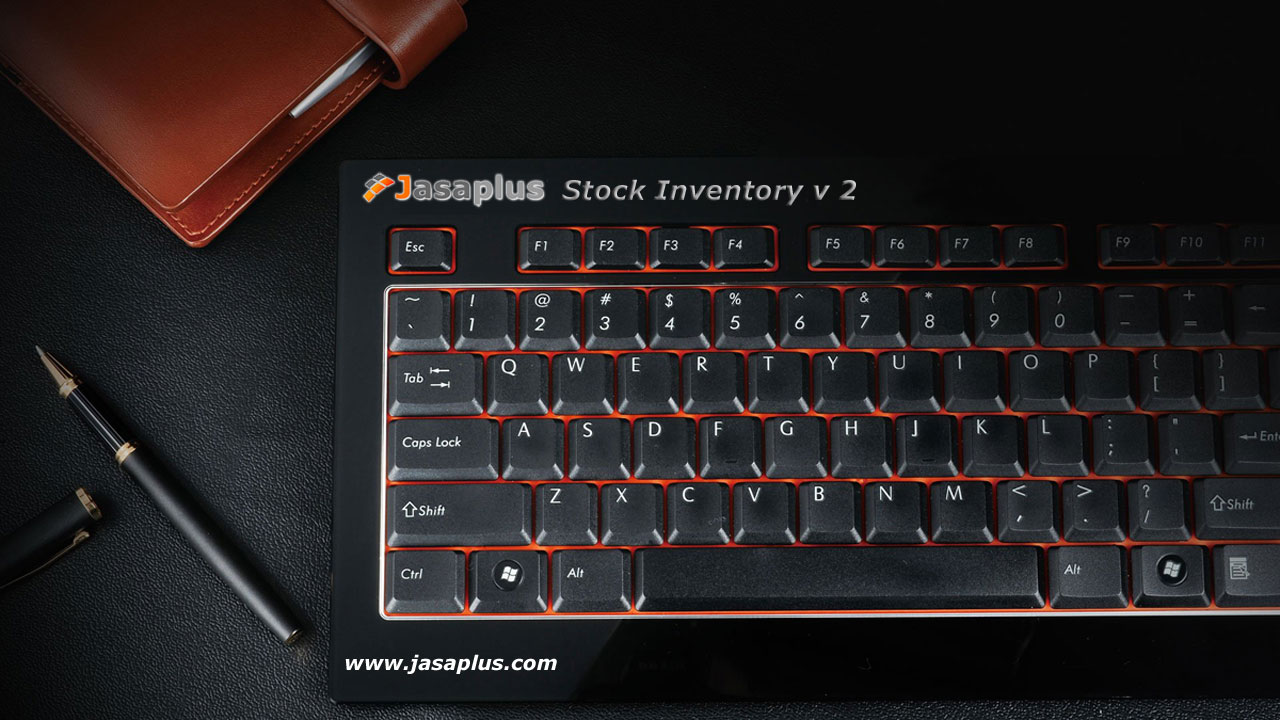 Jasaplus Stock Inventory v 2
Esc F1 F2 F3 F4 F5 F6 F7 F8 F9 F10 F11
~ ! @ # $ % ^ & * ( ) — +
` 1 2 3 4 5 6 7 8 9 0 - = ←
Tab Q W E R T Y U I O P { [ } ]
Caps Lock A S D F G H J K L : ; " ' Ente
Shift Z X C V B N M < , > . ? / Shift
Ctrl Alt Alt
www.jasaplus.com